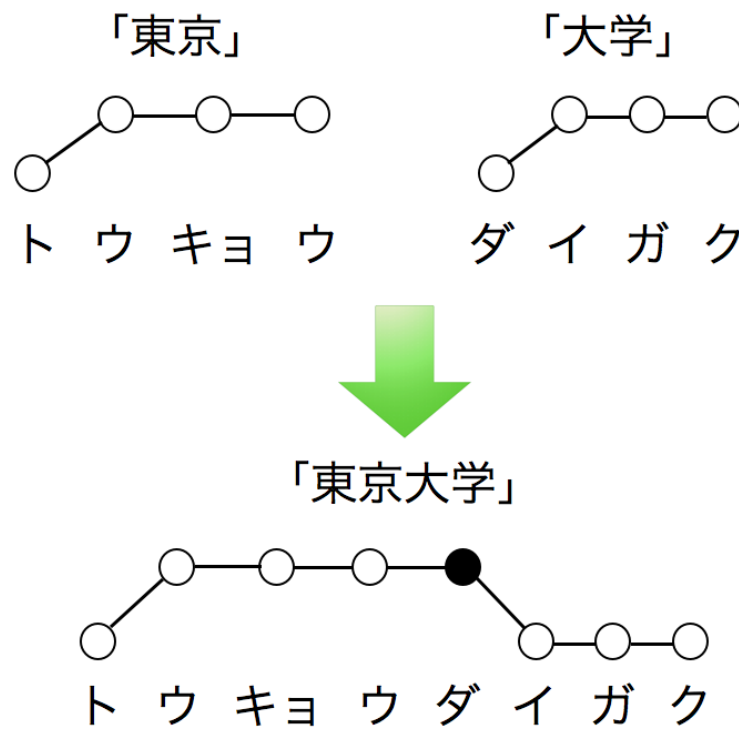 「東京」 「大学」
ト ウ キョ ウ ダ イ ガ ク
「東京大学」
ト ウ キョ ウ ダ イ ガ ク